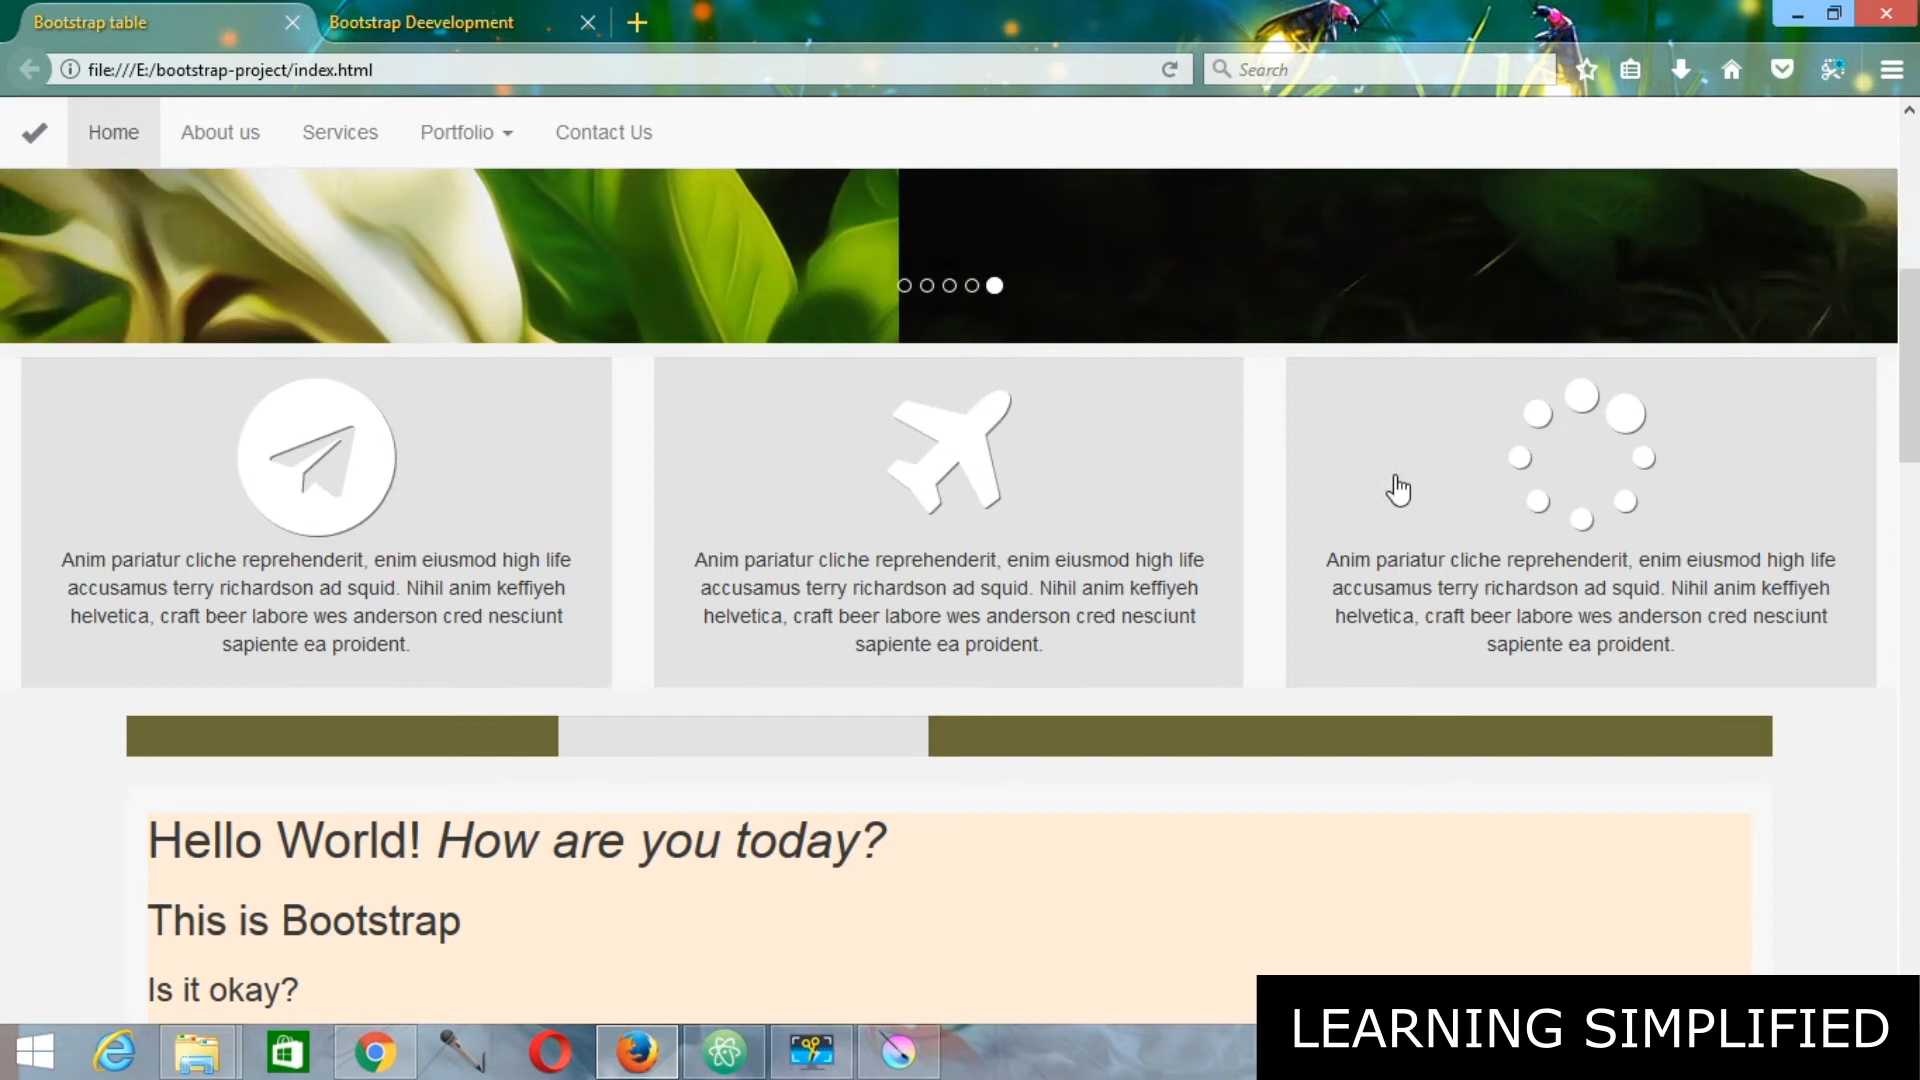 Bootstrap table
Bootstrap Deevelopment
file:///E:/bootstrap-project/index.html
Search
Home
About us
Services
Portfolio
Contact Us
Anim pariatur cliche reprehenderit, enim eiusmod high life
accusamus terry richardson ad squid. Nihil anim keffiyeh
helvetica, craft beer labore wes anderson cred nesciunt
sapiente ea proident.
Anim pariatur cliche reprehenderit, enim eiusmod high life
accusamus terry richardson ad squid. Nihil anim keffiyeh
helvetica, craft beer labore wes anderson cred nesciunt
sapiente ea proident.
Anim pariatur cliche reprehenderit, enim eiusmod high life
accusamus terry richardson ad squid. Nihil anim keffiyeh
helvetica, craft beer labore wes anderson cred nesciunt
sapiente ea proident.
Hello World! How are you today?
This is Bootstrap
Is it okay?
LEARNING SIMPLIFIED